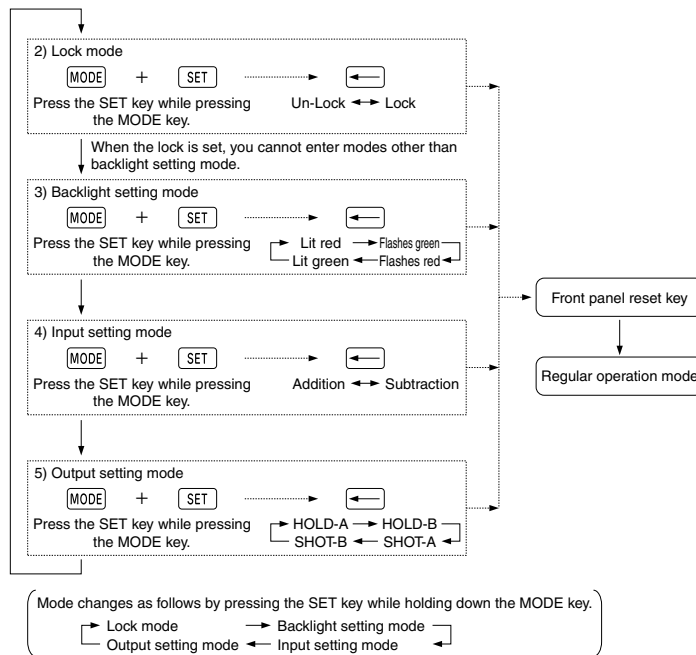 2) Lock mode
MODE + SET ←
Press the SET key while pressing
the MODE key.
Un-Lock ↔ Lock
When the lock is set, you cannot enter modes other than
backlight setting mode.
3) Backlight setting mode
MODE + SET ←
Press the SET key while pressing
the MODE key.
Lit red → Flashes green
Lit green ← Flashes red
4) Input setting mode
MODE + SET ←
Press the SET key while pressing
the MODE key.
Addition ↔ Subtraction
5) Output setting mode
MODE + SET ←
Press the SET key while pressing
the MODE key.
HOLD-A → HOLD-B
SHOT-B ← SHOT-A
Front panel reset key
Regular operation mode
Mode changes as follows by pressing the SET key while holding down the MODE key.
Lock mode → Backlight setting mode
Output setting mode ← Input setting mode